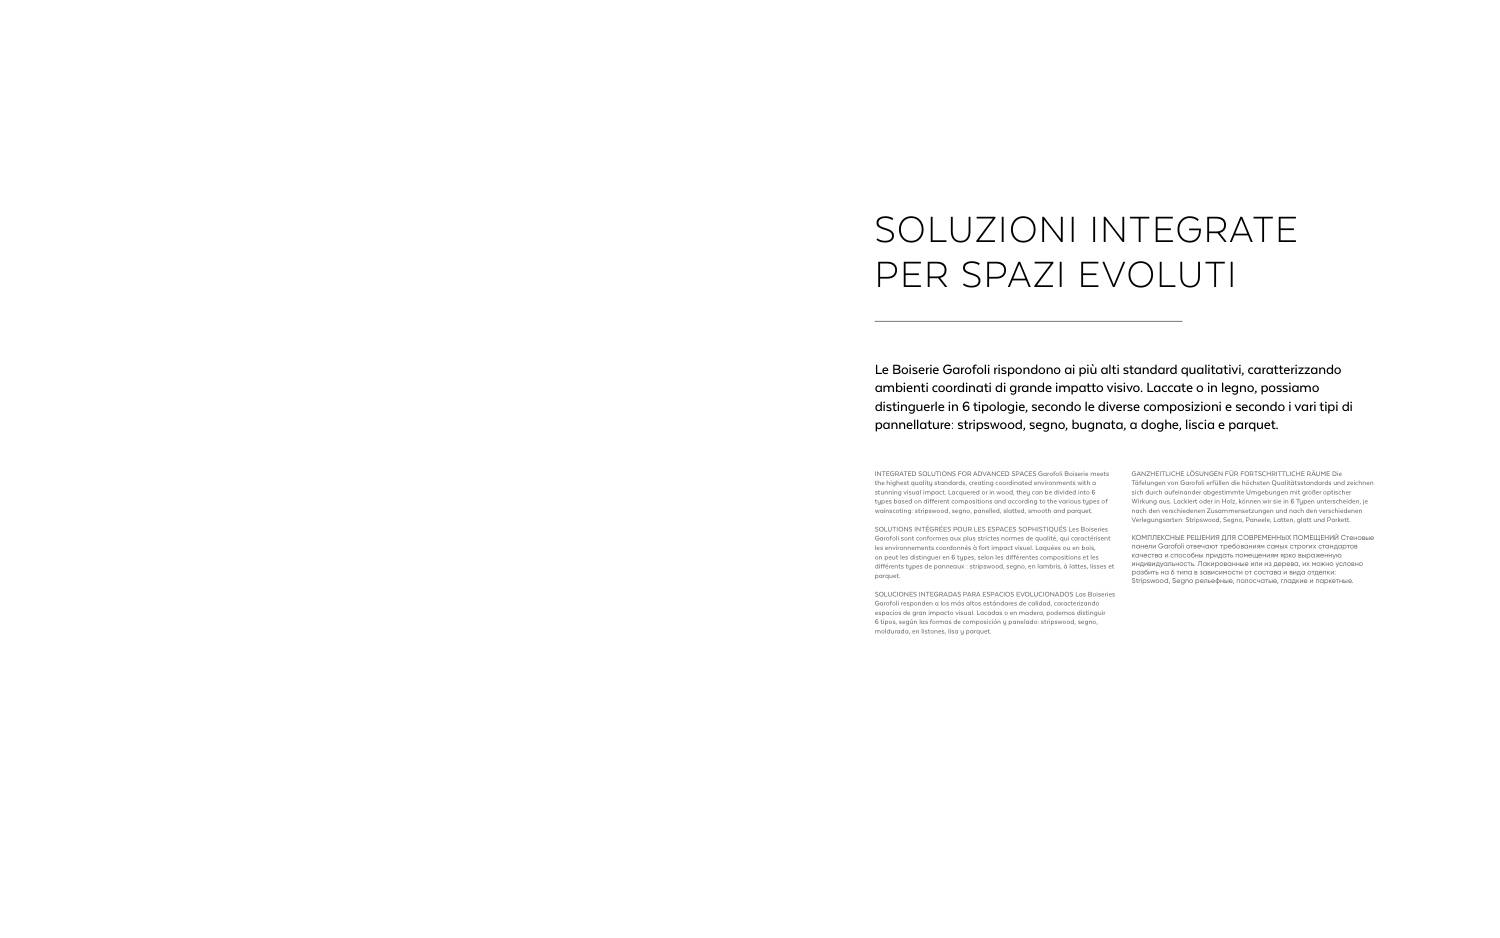 SOLUZIONI INTEGRATE
PER SPAZI EVOLUTI
Le Boiserie Garofoli rispondono ai più alti standard qualitativi, caratterizzando
ambienti coordinati di grande impatto visivo. Laccate o in legno, possiamo
distinguerle in 6 tipologie, secondo le diverse composizioni e secondo i vari tipi di
pannellature: stripswood, segno, bugnata, a doghe, liscia e parquet.
INTEGRATED SOLUTIONS FOR ADVANCED SPACES Garofoli Boiserie meets
the highest quality standards, creating coordinated environments with a
stunning visual impact. Lacquered or in wood, they can be divided into 6
types based on different compositions and according to the various types of
wainscoting: stripswood, segno, panelled, slatted, smooth and parquet.
SOLUTIONS INTÉGRÉES POUR LES ESPACES SOPHISTIQUÉS Les Boiseries
Garofoli sont conformes aux plus strictes normes de qualité, qui caractérisent
les environnements coordonnés à fort impact visuel. Laquées ou en bois,
on peut les distinguer en 6 types, selon les différentes compositions et les
différents types de panneaux : stripswood, segno, en lambris, à lattes, lisses et
parquet.
SOLUCIONES INTEGRADAS PARA ESPACIOS EVOLUCIONADOS Las Boiseries
Garofoli responden a los más altos estándares de calidad, caracterizando
espacios de gran impacto visual. Lacadas o en madera, podemos distinguir
6 tipos, según las formas de composición y panelado: stripswood, segno,
moldurada, en listones, lisa y parquet.
GANZHEITLICHE LÖSUNGEN FÜR FORTSCHRITTLICHE RÄUME Die
Täfelungen von Garofoli erfüllen die höchsten Qualitätsstandards und zeichnen
sich durch aufeinander abgestimmte Umgebungen mit großer optischer
Wirkung aus. Lackiert oder in Holz, können wir sie in 6 Typen unterscheiden, je
nach den verschiedenen Zusammensetzungen und nach den verschiedenen
Verlegungsarten: Stripswood, Segno, Paneele, Latten, glatt und Parkett.
КОМПЛЕКСНЫЕ РЕШЕНИЯ ДЛЯ СОВРЕМЕННЫХ ПОМЕЩЕНИЙ Стеновые
панели Garofoli отвечают требованиям самых строгих стандартов
качества и способны придать помещениям ярко выраженную
индивидуальность. Лакированные или из дерева, их можно условно
разбить на 6 типа в зависимости от состава и вида отделки:
Stripswood, Segno рельефные, полосчатые, гладкие и паркетные.